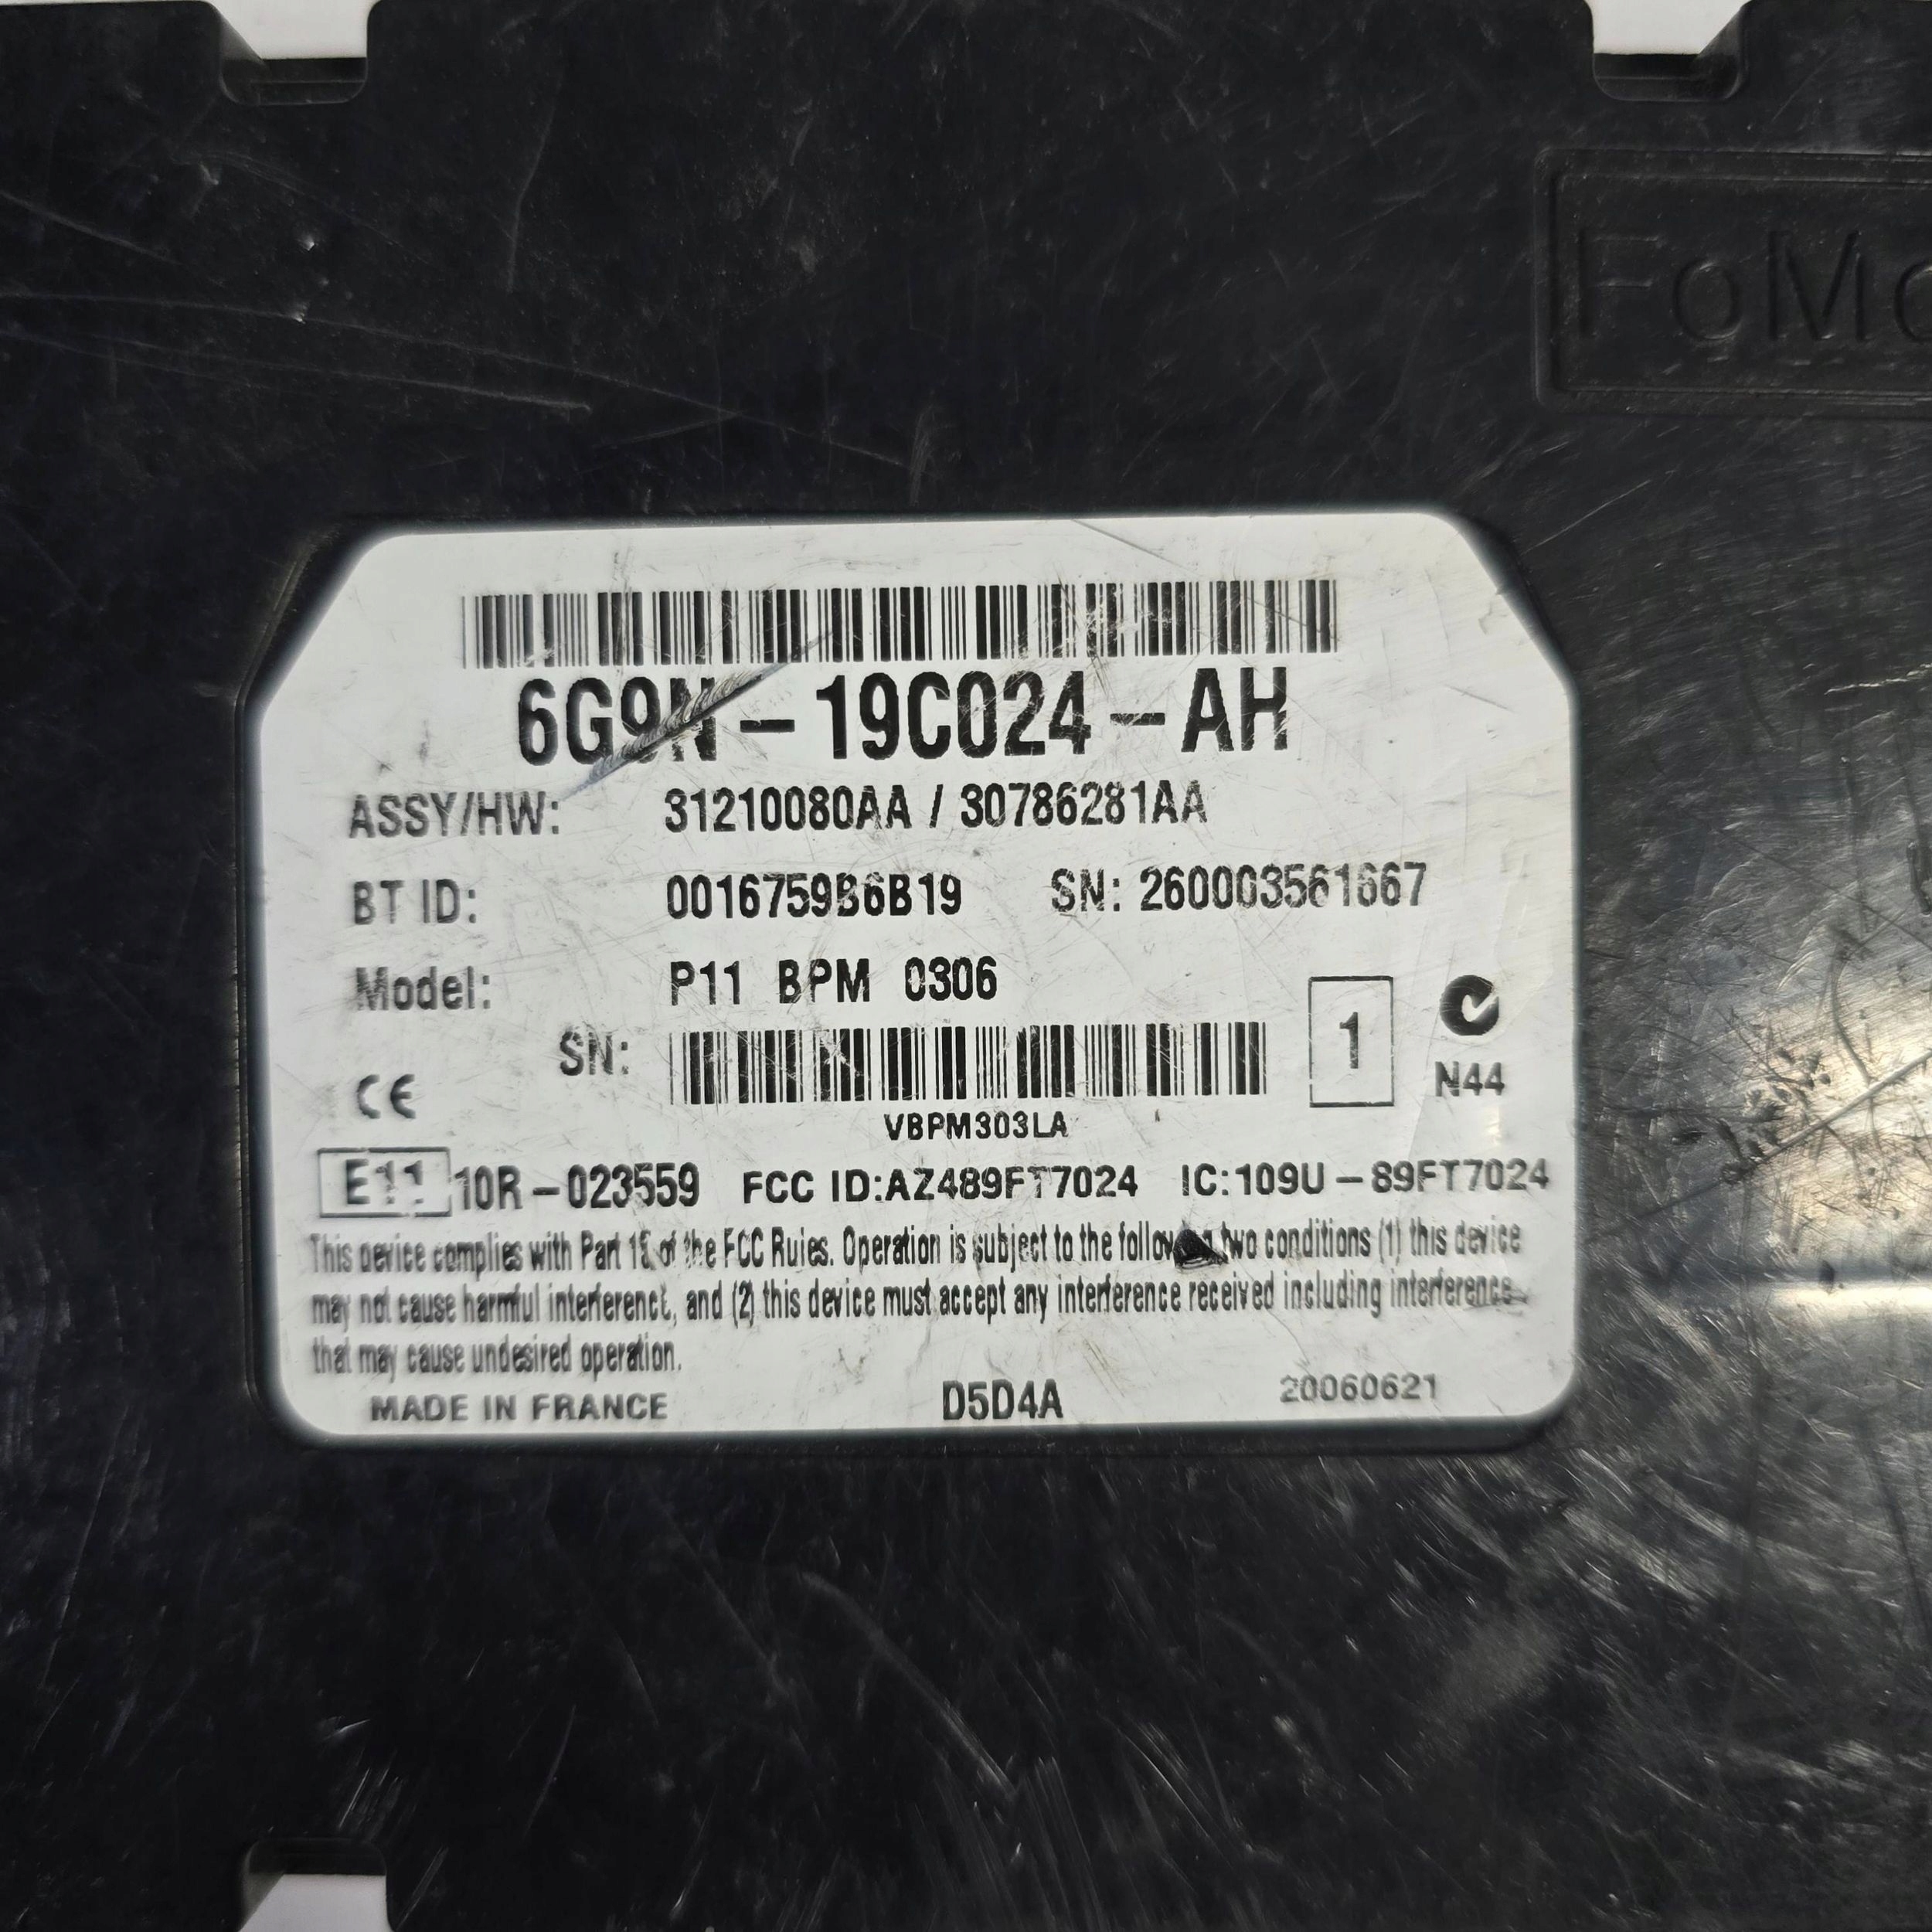 FoMo
6G9N-19C024-AH
ASSY/HW: 31210080AA / 30786281AA
BT ID: 0016759B6B19 SN: 260003561667
Model: P11 BPM 0306
SN: 1
N44
CE
VBPM303LA
E11 10R-023559 FCC ID:AZ489FT7024 IC:109U-89FT7024
This device complies with Part 15 of the FCC Rules. Operation is subject to the following two conditions (1) this device
may not cause harmful interference, and (2) this device must accept any interference received including interference
that may cause undesired operation.
MADE IN FRANCE D5D4A 20060621